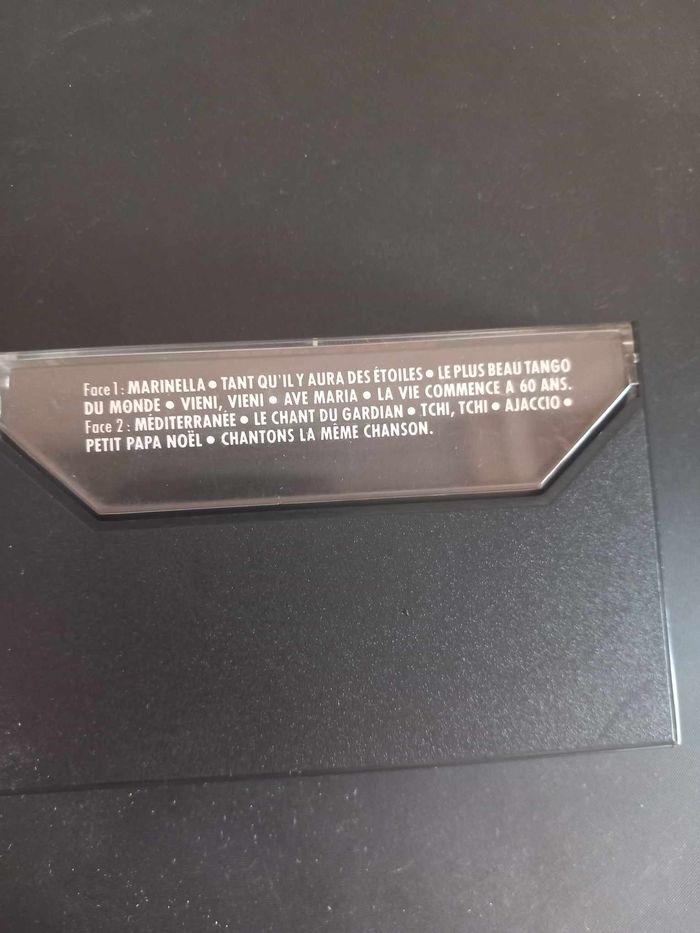 Face 1 : MARINELLA • TANT QU'IL Y AURA DES ÉTOILES • LE PLUS BEAU TANGO
DU MONDE • VIENI, VIENI • AVE MARIA • LA VIE COMMENCE A 60 ANS.
Face 2 : MÉDITERRANÉE • LE CHANT DU GARDIAN • TCHI, TCHI • AJACCIO •
PETIT PAPA NOËL • CHANTONS LA MÊME CHANSON.